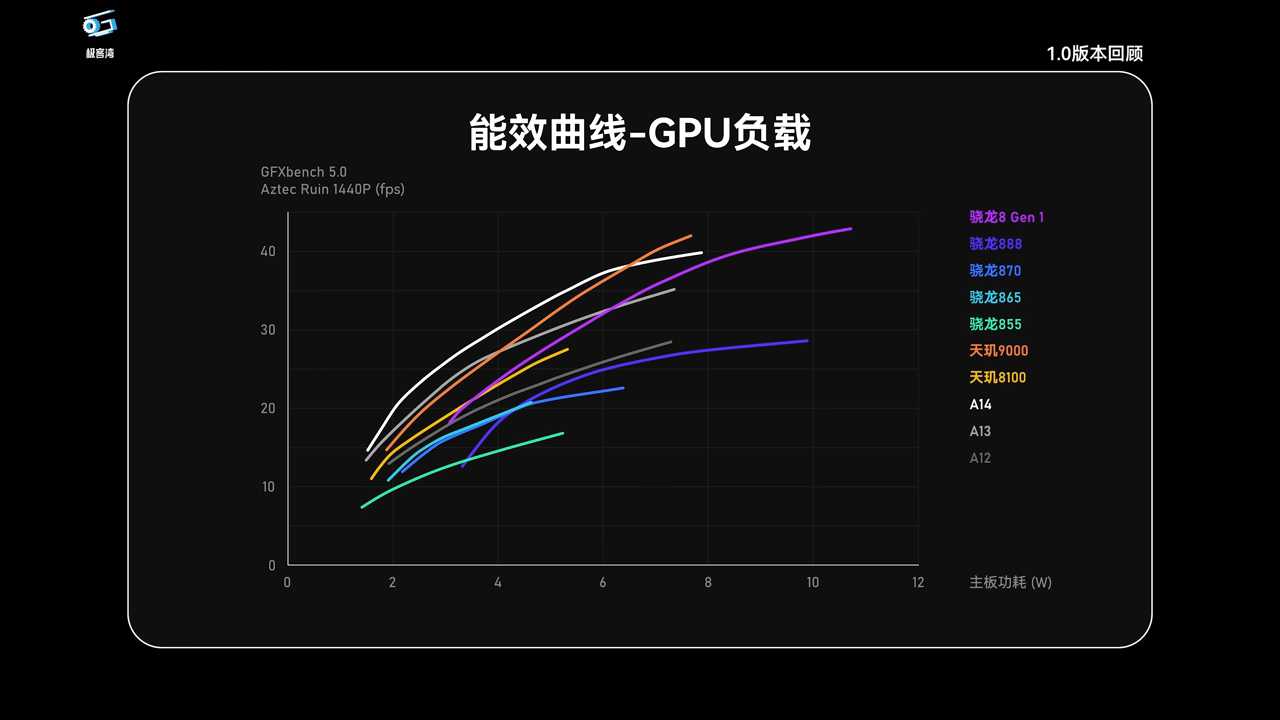 极客湾
1.0版本回顾
能效曲线-GPU负载
GFXbench 5.0
Aztec Ruin 1440P (fps)
骁龙8 Gen 1
骁龙888
骁龙870
骁龙865
骁龙855
天玑9000
天玑8100
A14
A13
A12
40
30
20
10
0
0 2 4 6 8 10 12
主板功耗 (W)